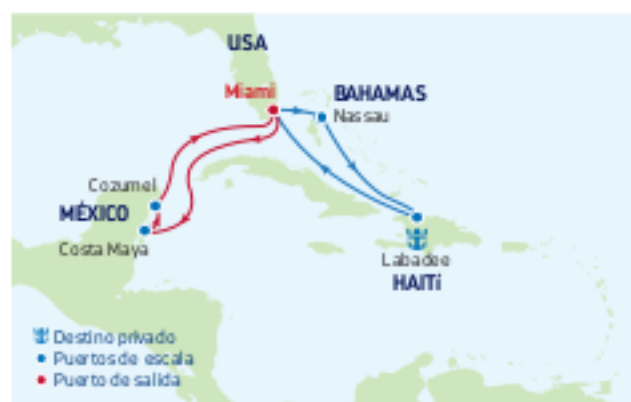 USA
Miami
BAHAMAS
Nassau
Cozumel
MÉXICO
Costa Maya
Labadee
HAITí
Destino privado
Puertos de escala
Puerto de salida